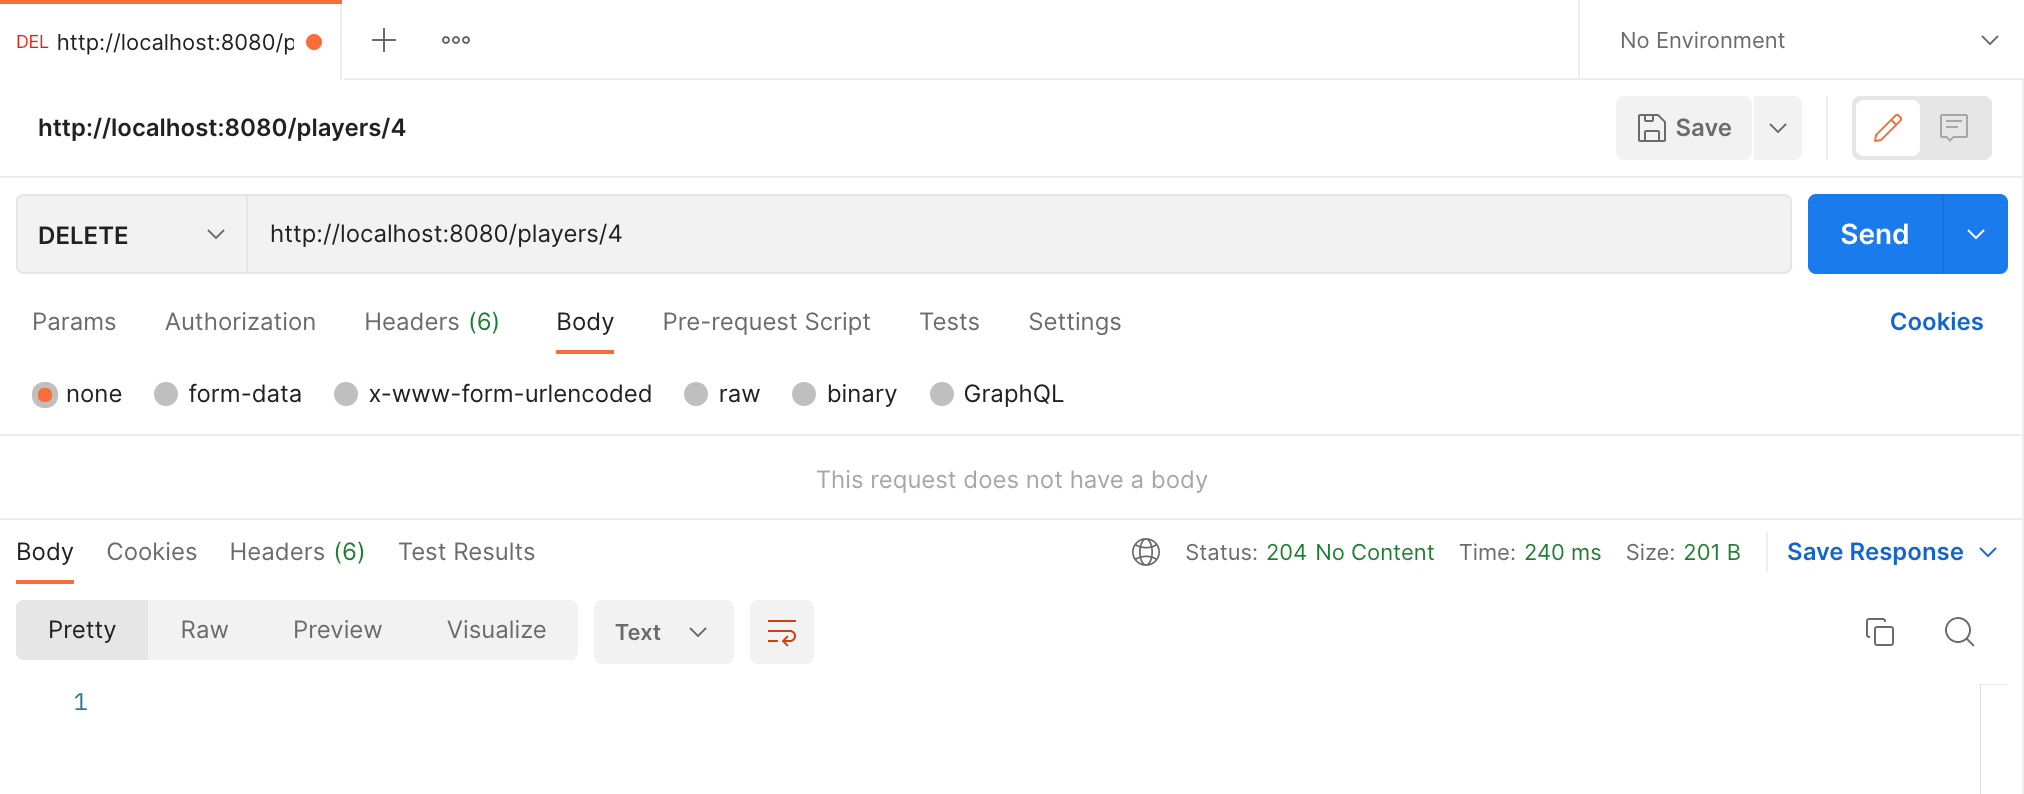 DEL http://localhost:8080/p
No Environment
http://localhost:8080/players/4
Save
DELETE http://localhost:8080/players/4 Send
Params Authorization Headers (6) Body Pre-request Script Tests Settings Cookies
none form-data x-www-form-urlencoded raw binary GraphQL
This request does not have a body
Body Cookies Headers (6) Test Results Status: 204 No Content Time: 240 ms Size: 201 B Save Response
Pretty Raw Preview Visualize Text
1